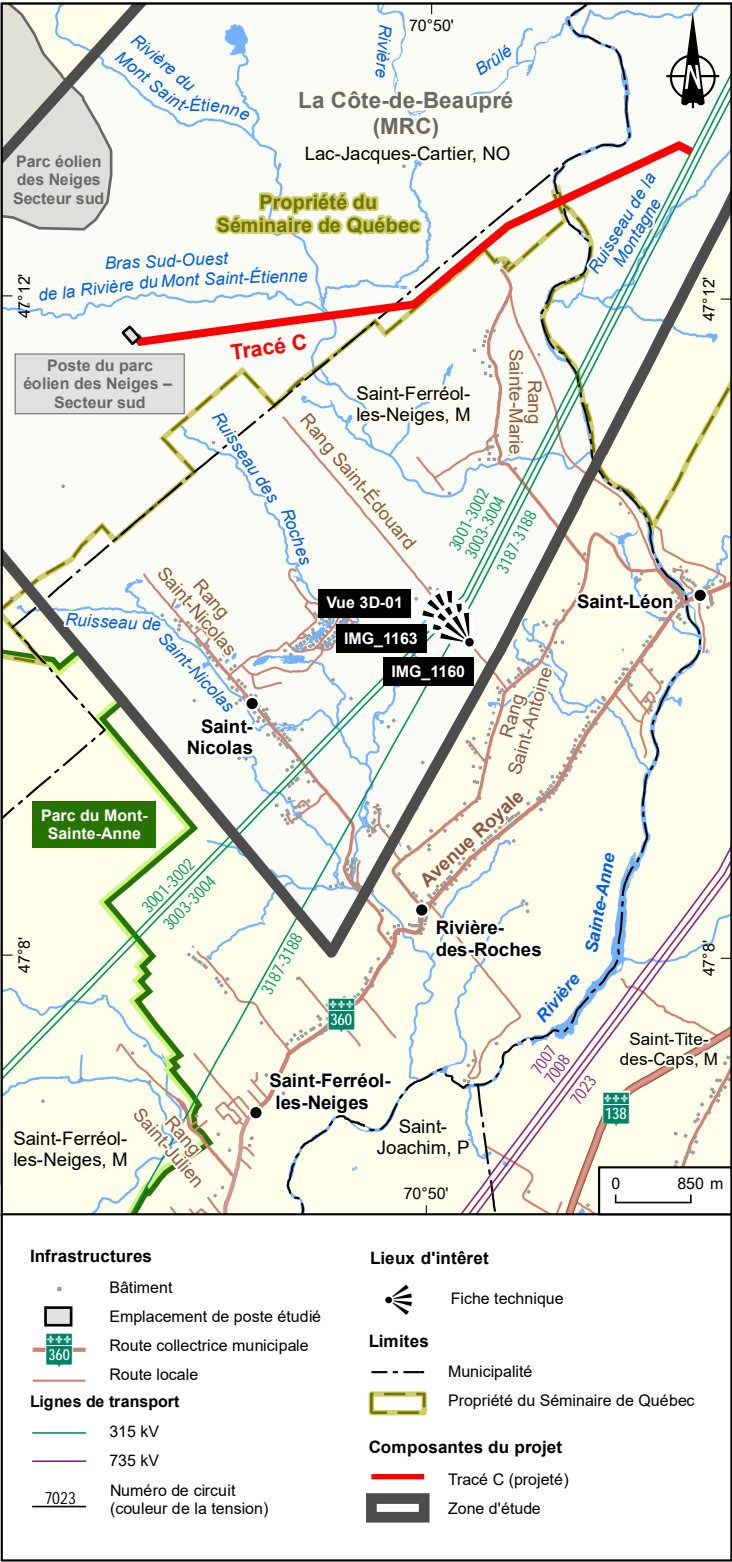 70°50'
Rivière du
Mont Saint-Étienne
Rivière
Brûlé
N
La Côte-de-Beaupré
(MRC)
Lac-Jacques-Cartier, NO
Parc éolien
des Neiges
Secteur sud
Propriété du
Séminaire de Québec
Ruisseau de la
Montagne
Bras Sud-Ouest
de la Rivière du Mont Saint-Étienne
47°12'
47°12'
Tracé C
Poste du parc
éolien des Neiges –
Secteur sud
Saint-Ferréol-
les-Neiges, M
Rang
Sainte-Marie
Rang Saint-Édouard
Ruisseau des Roches
3001-3002
3003-3004
3187-3188
Rang
Saint-Nicolas
Vue 3D-01
Saint-Léon
Ruisseau de
Saint-Nicolas
IMG_1163
IMG_1160
Saint-
Nicolas
Rang
Saint-Antoine
Parc du Mont-
Sainte-Anne
Avenue Royale
3001-3002
3003-3004
Rivière-
des-Roches
Rivière Sainte-Anne
47°8'
47°8'
3187-3188
360
7007
7008
7023
Saint-Tite-
des-Caps, M
138
Saint-Ferréol-
les-Neiges
Rang
Saint-Julien
Saint-Ferréol-
les-Neiges, M
Saint-
Joachim, P
70°50'
0 850 m
Infrastructures
Bâtiment
Emplacement de poste étudié
360 Route collectrice municipale
Route locale
Lignes de transport
315 kV
735 kV
7023 Numéro de circuit
(couleur de la tension)
Lieux d'intêret
Fiche technique
Limites
Municipalité
Propriété du Séminaire de Québec
Composantes du projet
Tracé C (projeté)
Zone d'étude